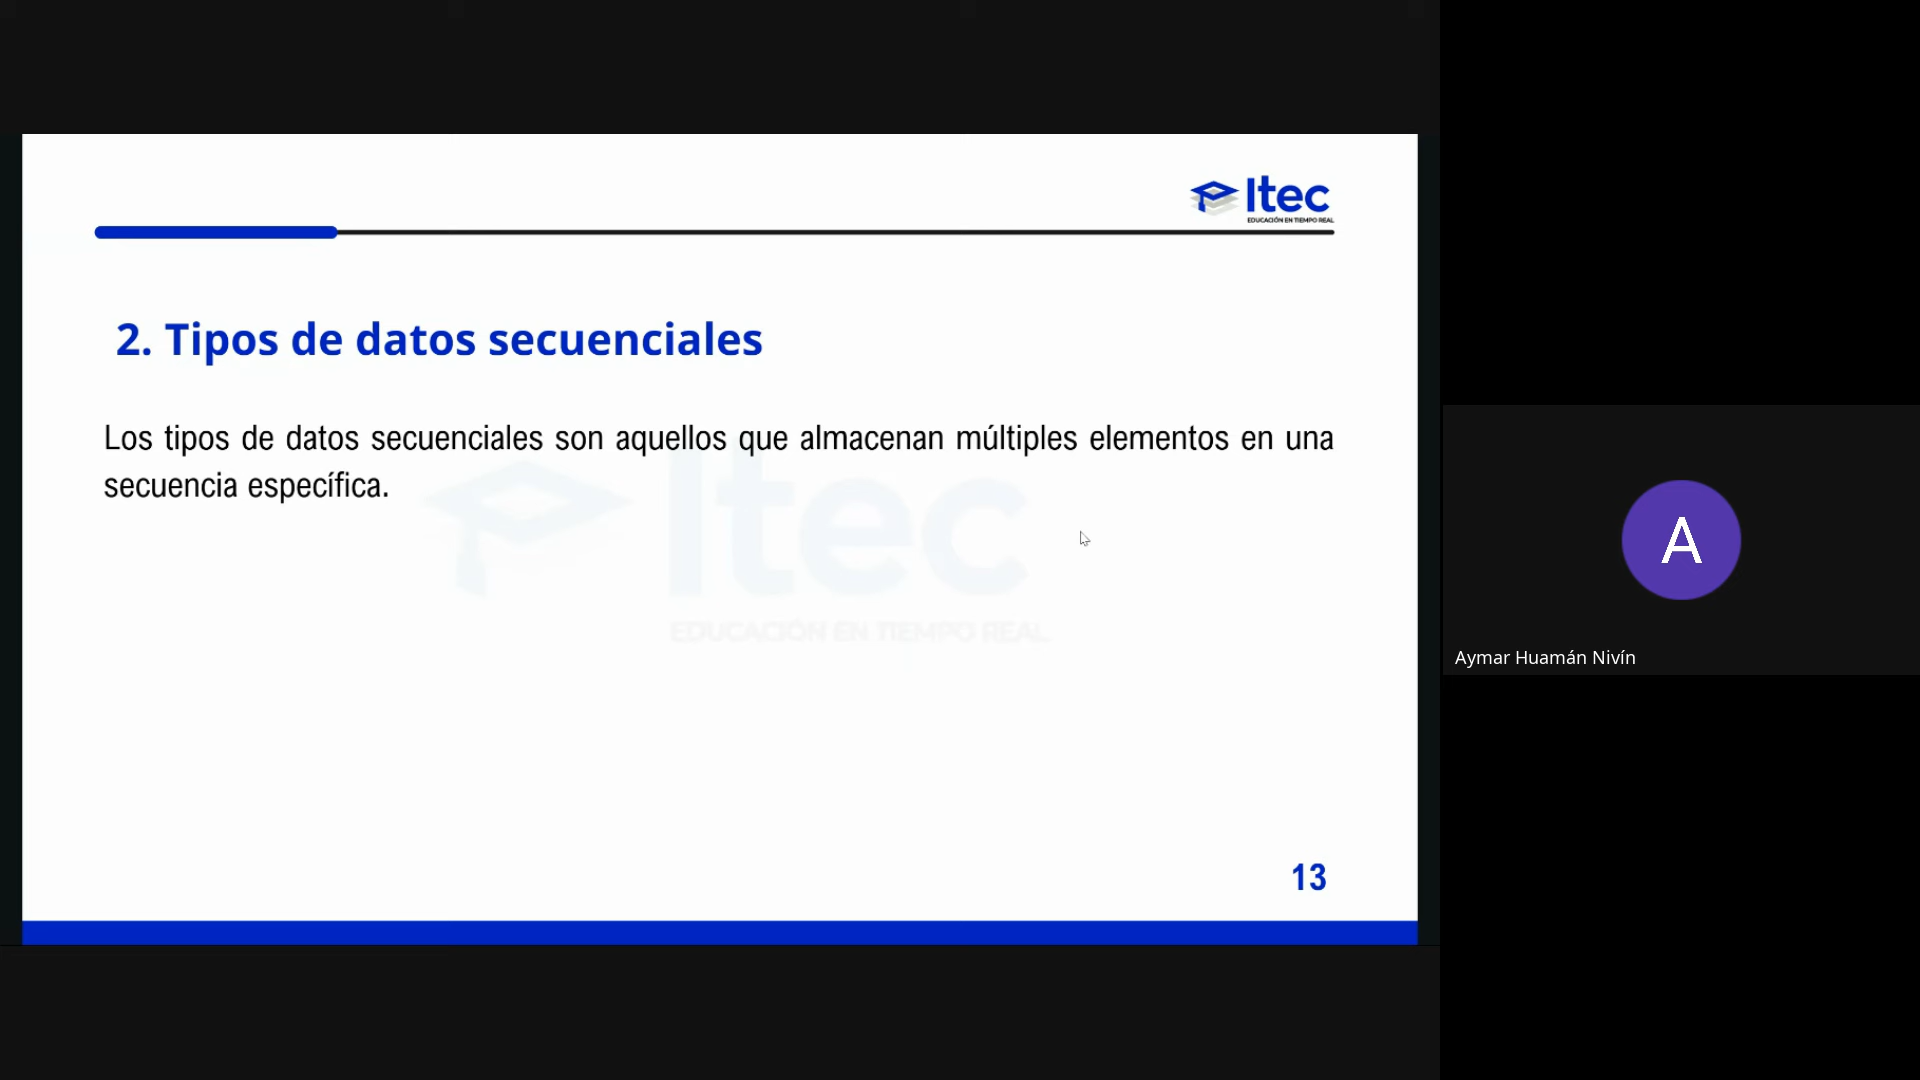 Itec
EDUCACIÓN EN TIEMPO REAL
2. Tipos de datos secuenciales
Los tipos de datos secuenciales son aquellos que almacenan múltiples elementos en una
secuencia específica.
Itec
EDUCACIÓN EN TIEMPO REAL
13
A
Aymar Huamán Nivín